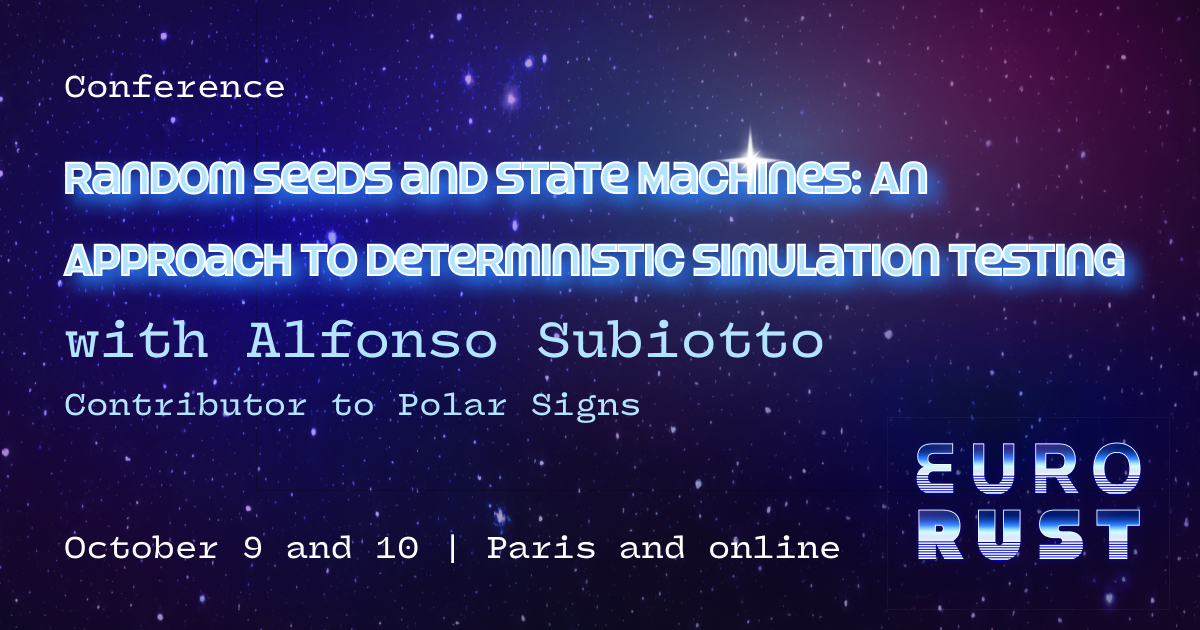 Conference
Random Seeds and State Machines: An
Approach to Deterministic Simulation Testing
with Alfonso Subiotto
Contributor to Polar Signs
October 9 and 10 | Paris and online
EURO
RUST